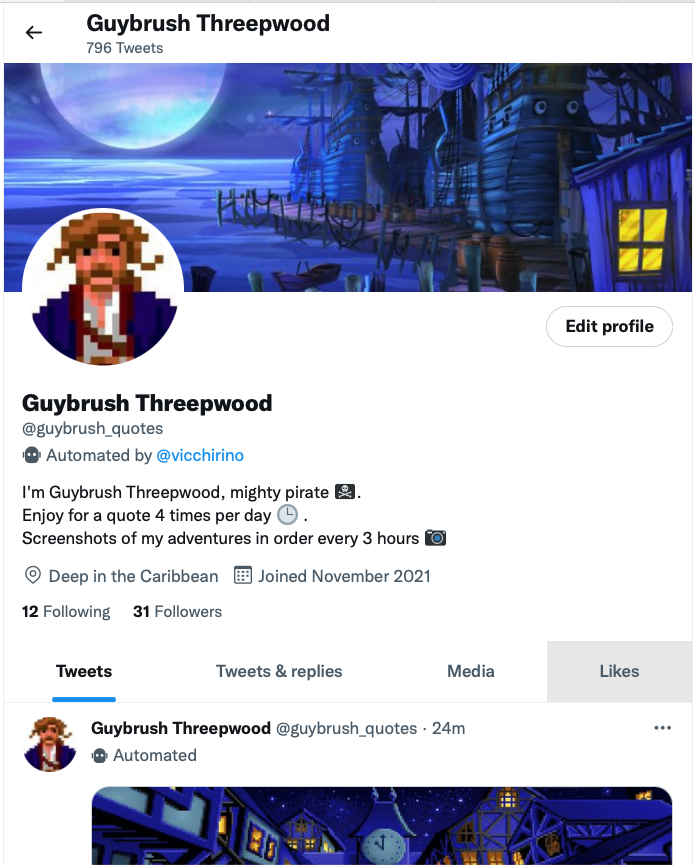 Guybrush Threepwood
796 Tweets
Edit profile
Guybrush Threepwood
@guybrush_quotes
Automated by @vicchirino
I'm Guybrush Threepwood, mighty pirate ☠️.
Enjoy for a quote 4 times per day 🕒 .
Screenshots of my adventures in order every 3 hours 📷
Deep in the Caribbean Joined November 2021
12 Following 31 Followers
Tweets Tweets & replies Media Likes
Guybrush Threepwood @guybrush_quotes · 24m
Automated